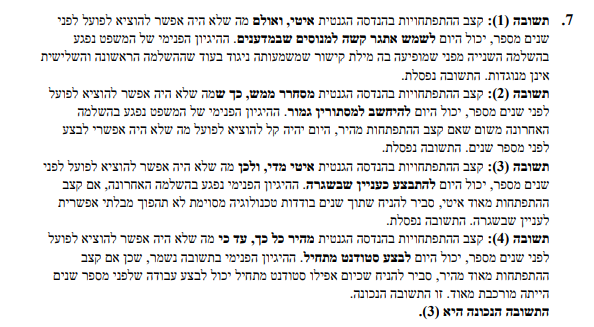 7. תשובה (1): קצב ההתפתחויות בהנדסה הגנטית איטי, ואולם מה שלא היה אפשר להוציא לפועל לפני
שנים מספר, יכול היום לשמש אתגר קשה למנוסים שבמדענים. ההיגיון הפנימי של המשפט נפגע
בהשלמה השנייה מפני שמופיעה בה מילת קישור שמשמעותה ניגוד בעוד שההשלמה הראשונה והשלישית
אינן מנוגדות. התשובה נפסלת.
תשובה (2): קצב ההתפתחויות בהנדסה הגנטית מסחרר ממש, כך שמה שלא היה אפשר להוציא לפועל
לפני שנים מספר, יכול היום להיחשב למסתורין גמור. ההיגיון הפנימי של המשפט נפגע בהשלמה
האחרונה משום שאם קצב ההתפתחות מהיר, היום יהיה קל להוציא לפועל מה שלא היה אפשרי לבצע
לפני מספר שנים. התשובה נפסלת.
תשובה (3): קצב ההתפתחויות בהנדסה הגנטית איטי מדי, ולכן מה שלא היה אפשר להוציא לפועל לפני
שנים מספר, יכול היום להתבצע כעניין שבשגרה. ההיגיון הפנימי נפגע בהשלמה האחרונה, אם קצב
ההתפתחות מאוד איטי, סביר להניח שתוך שנים בודדות טכנולוגיה מסוימת לא תהפוך מבלתי אפשרית
לעניין שבשגרה. התשובה נפסלת.
תשובה (4): קצב ההתפתחויות בהנדסה הגנטית מהיר כל כך, עד כי מה שלא היה אפשר להוציא לפועל
לפני שנים מספר, יכול היום לבצע סטודנט מתחיל. ההיגיון הפנימי בתשובה נשמר, שכן אם קצב
ההתפתחות מאוד מהיר, סביר להניח שכיום אפילו סטודנט מתחיל יכול לבצע עבודה שלפני מספר שנים
הייתה מורכבת מאוד. זו התשובה הנכונה.
התשובה הנכונה היא (3).